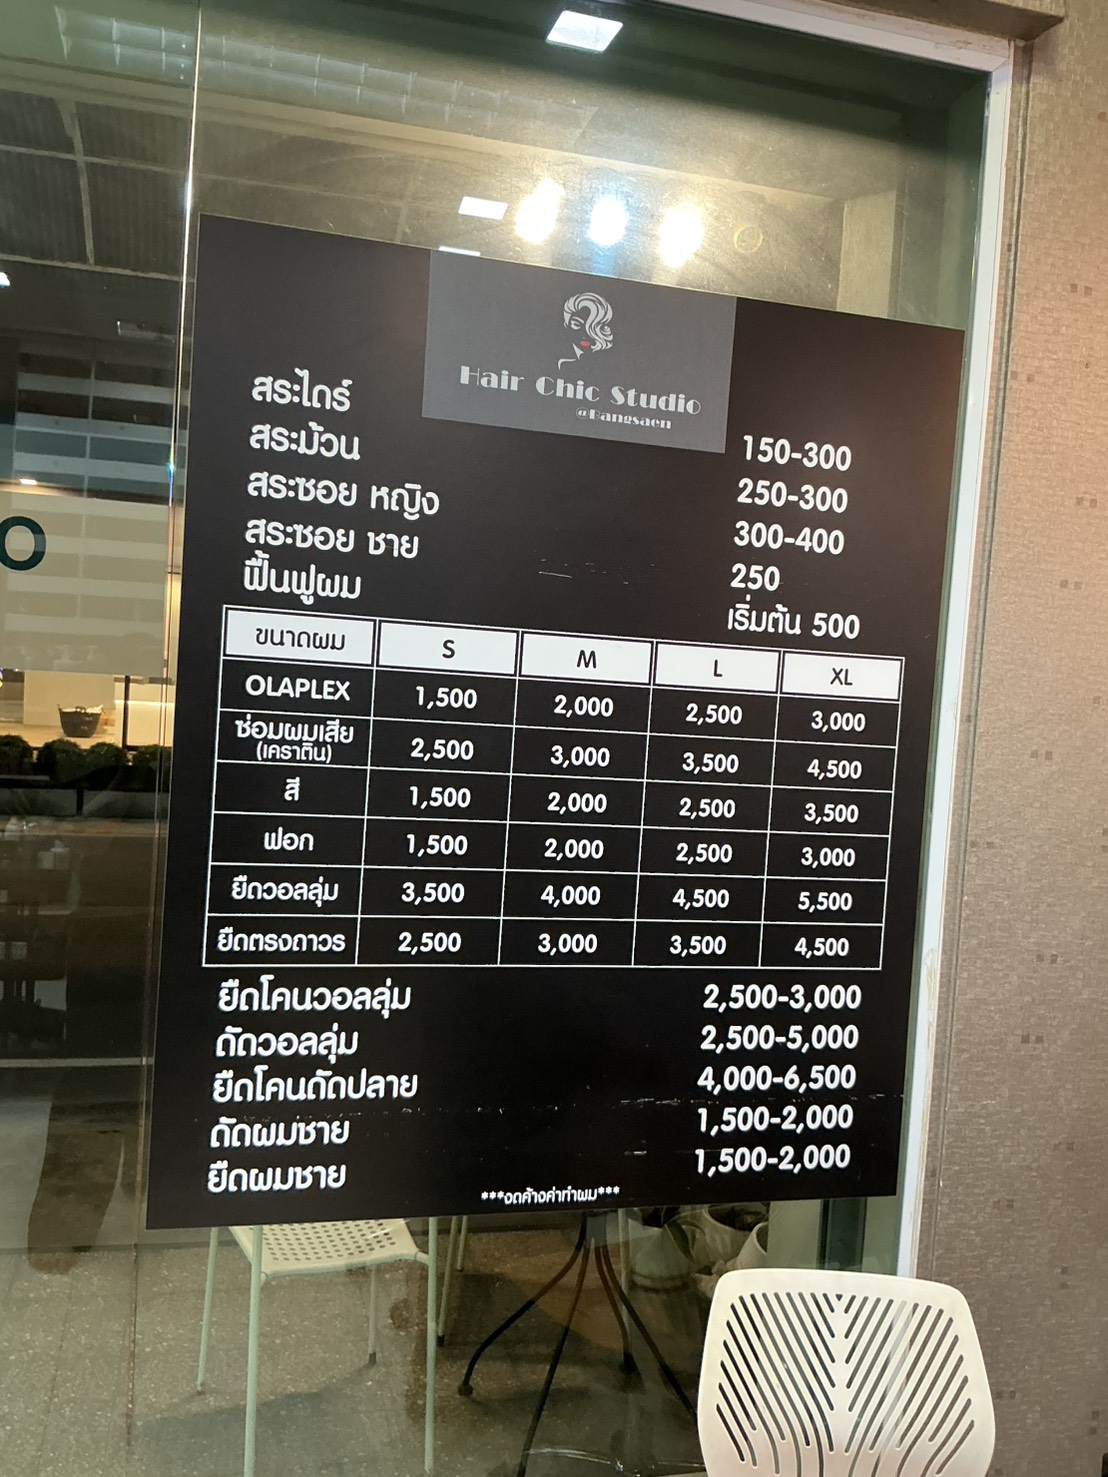 Hair Chic Studio
@Bangsaen
สระไดร์ 150-300
สระม้วน 250-300
สระซอย หญิง 300-400
สระซอย ชาย 250
ฟื้นฟูผม เริ่มต้น 500
ขนาดผม S M L XL
OLAPLEX 1,500 2,000 2,500 3,000
ซ่อมผมเสีย
(เคราติน) 2,500 3,000 3,500 4,500
สี 1,500 2,000 2,500 3,500
ฟอก 1,500 2,000 2,500 3,000
ยืดวอลลุ่ม 3,500 4,000 4,500 5,500
ยืดตรงถาวร 2,500 3,000 3,500 4,500
ยืดโคนวอลลุ่ม 2,500-3,000
ดัดวอลลุ่ม 2,500-5,000
ยืดโคนดัดปลาย 4,000-6,500
ดัดผมชาย 1,500-2,000
ยืดผมชาย 1,500-2,000
***งดค้างค่าทำผม***